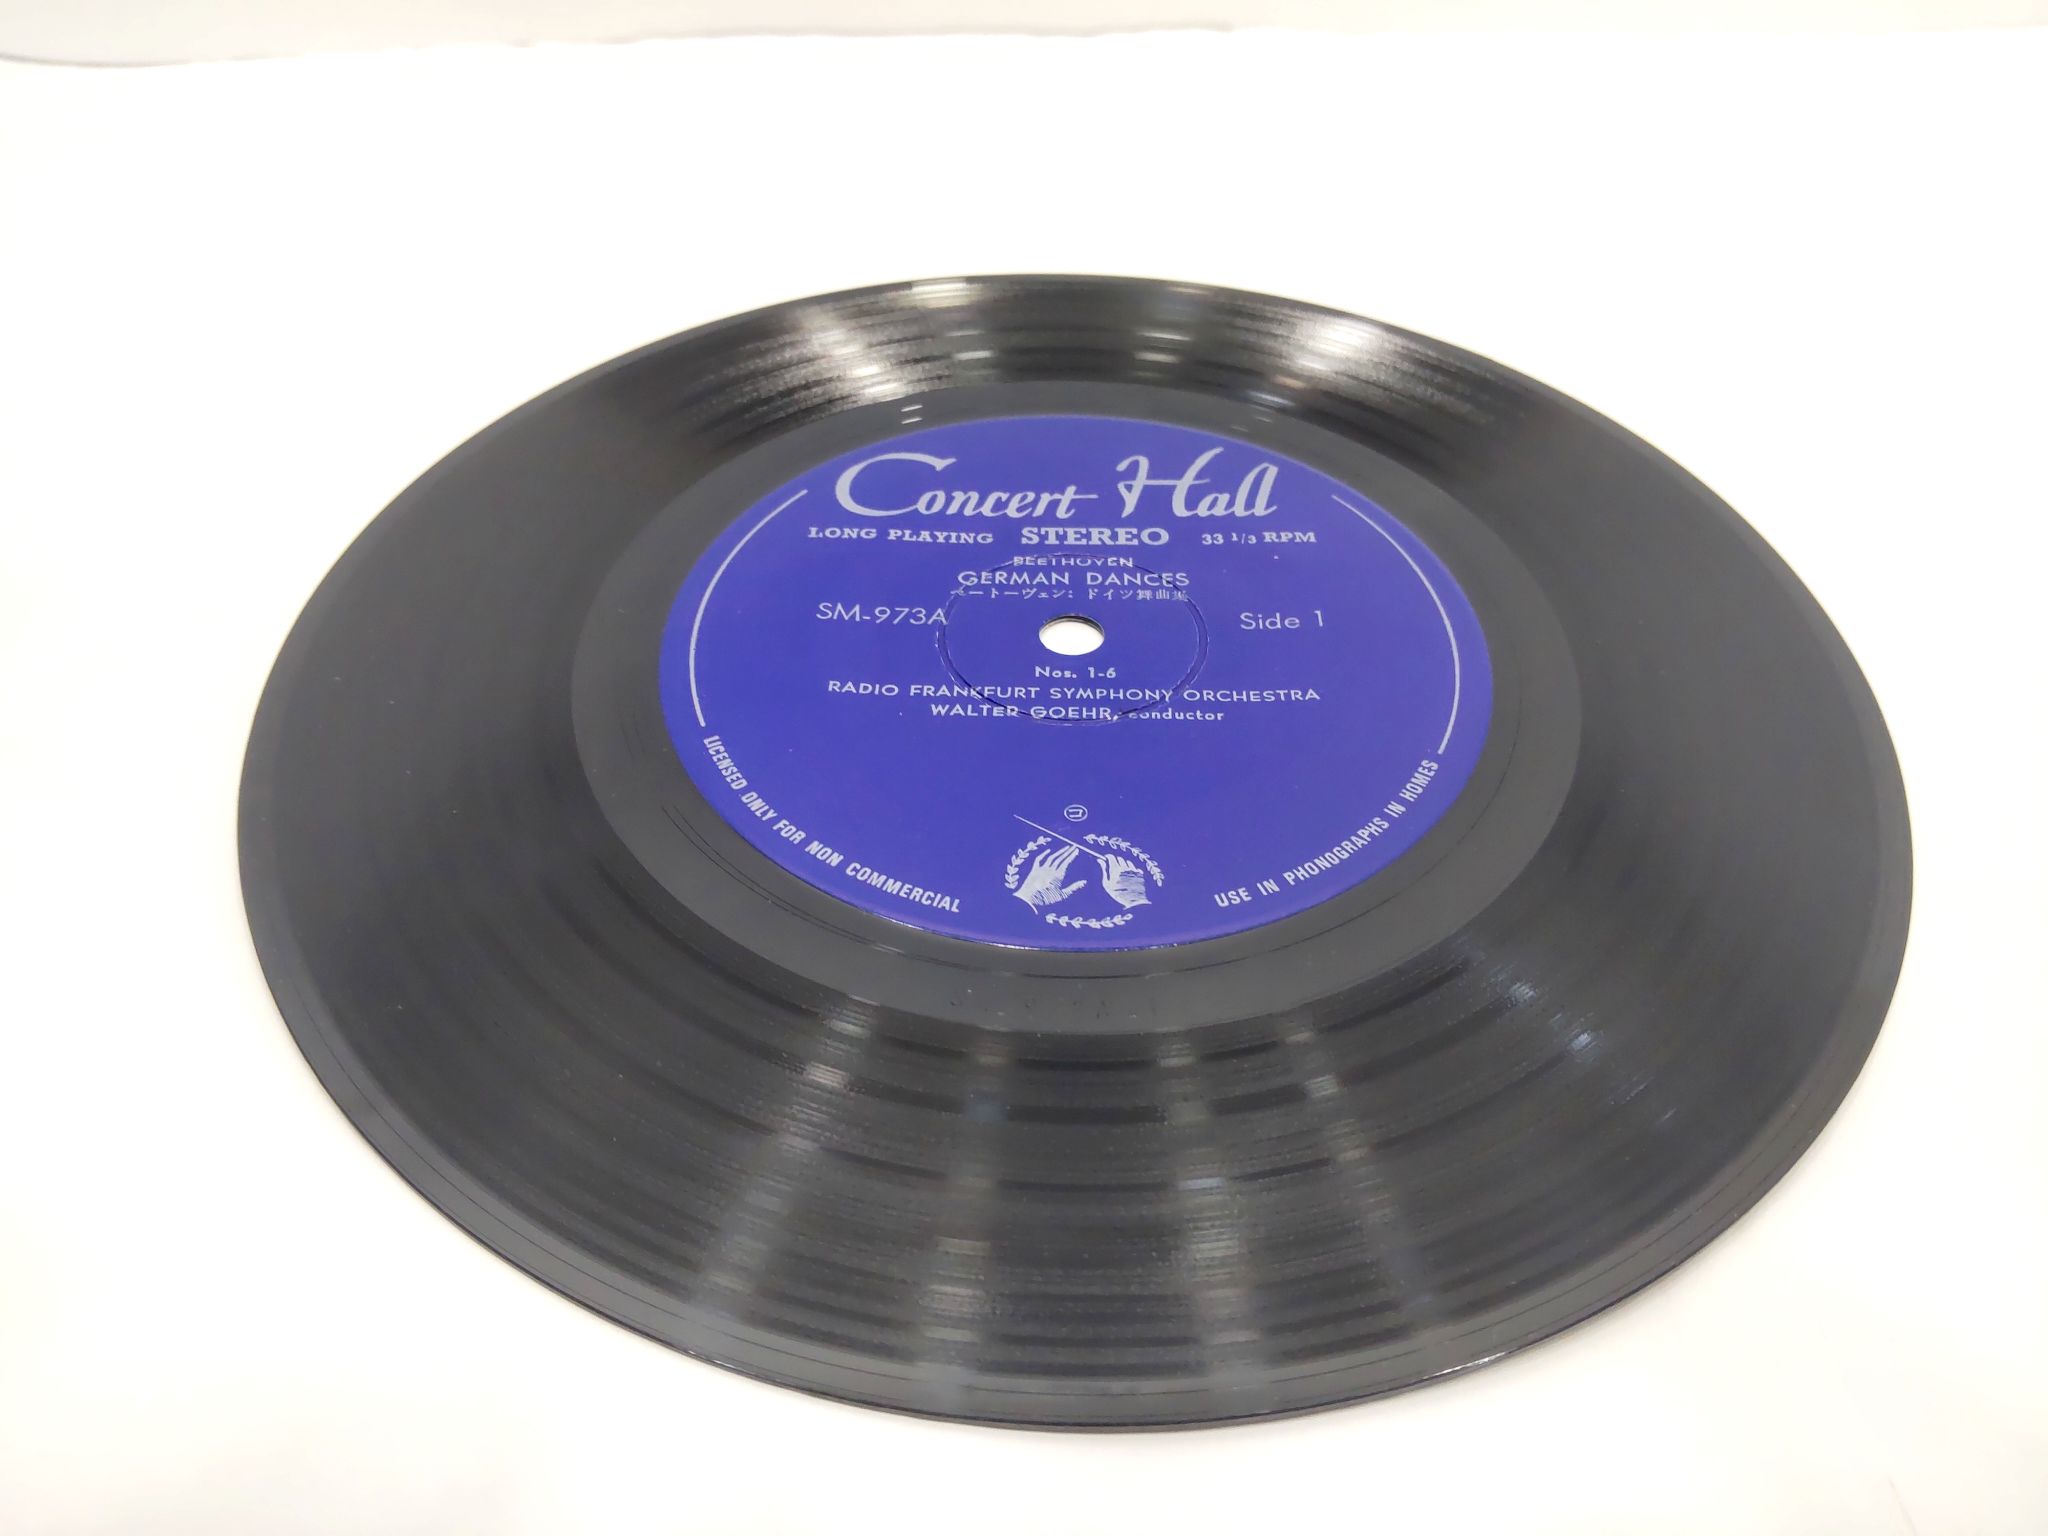 Concert Hall
LONG PLAYING STEREO 33 1/3 RPM
BEETHOVEN
GERMAN DANCES
ベートーヴェン: ドイツ舞曲集
SM-973A Side 1
Nos. 1-6
RADIO FRANKFURT SYMPHONY ORCHESTRA
WALTER GOEHR, conductor
LICENSED ONLY FOR NON COMMERCIAL
USE IN PHONOGRAPHS IN HOMES